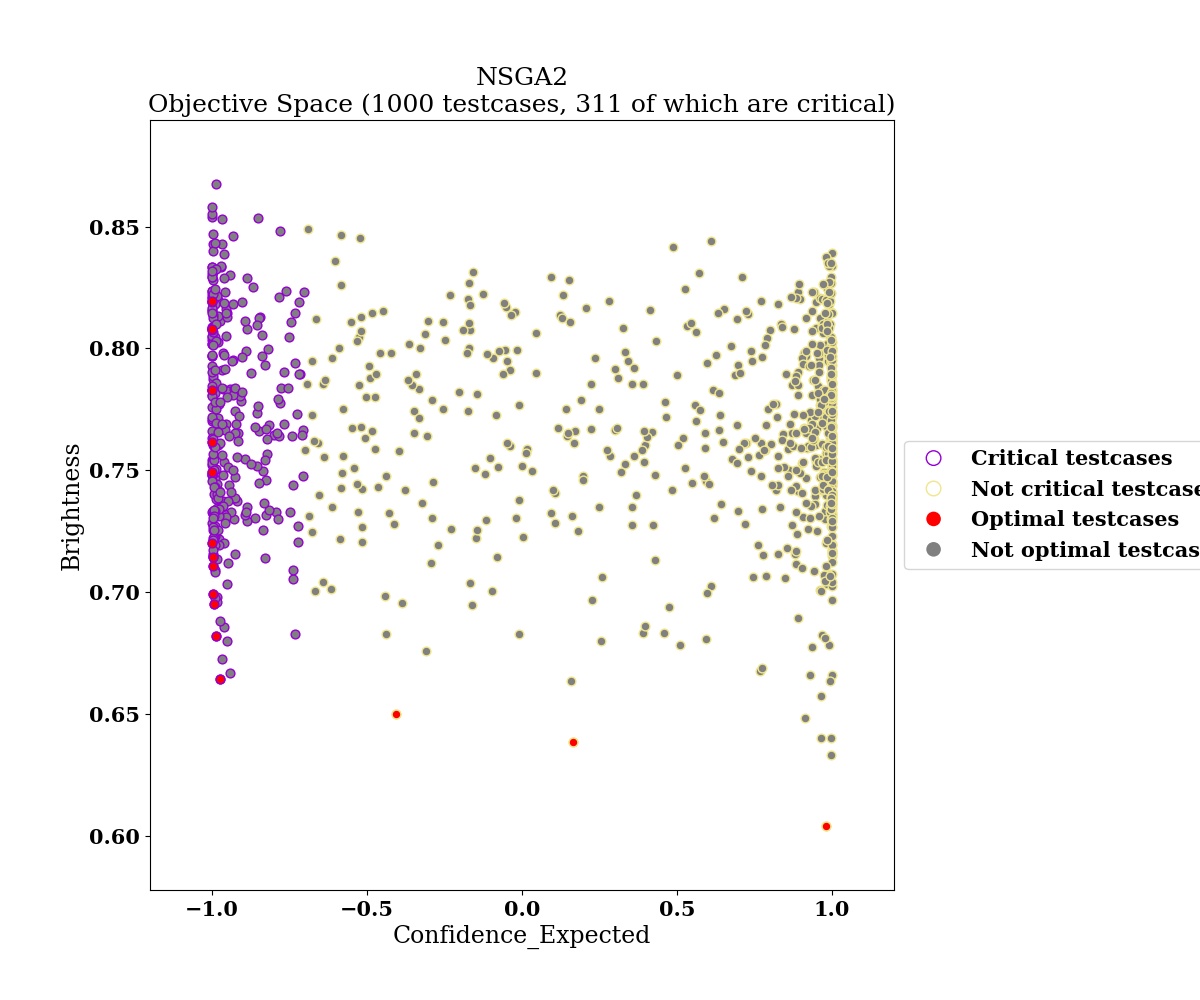 NSGA2
Objective Space (1000 testcases, 311 of which are critical)
Brightness
0.85
0.80
0.75
0.70
0.65
0.60
−1.0
−0.5
0.0
0.5
1.0
Confidence_Expected
Critical testcases
Not critical testcase
Optimal testcases
Not optimal testcas